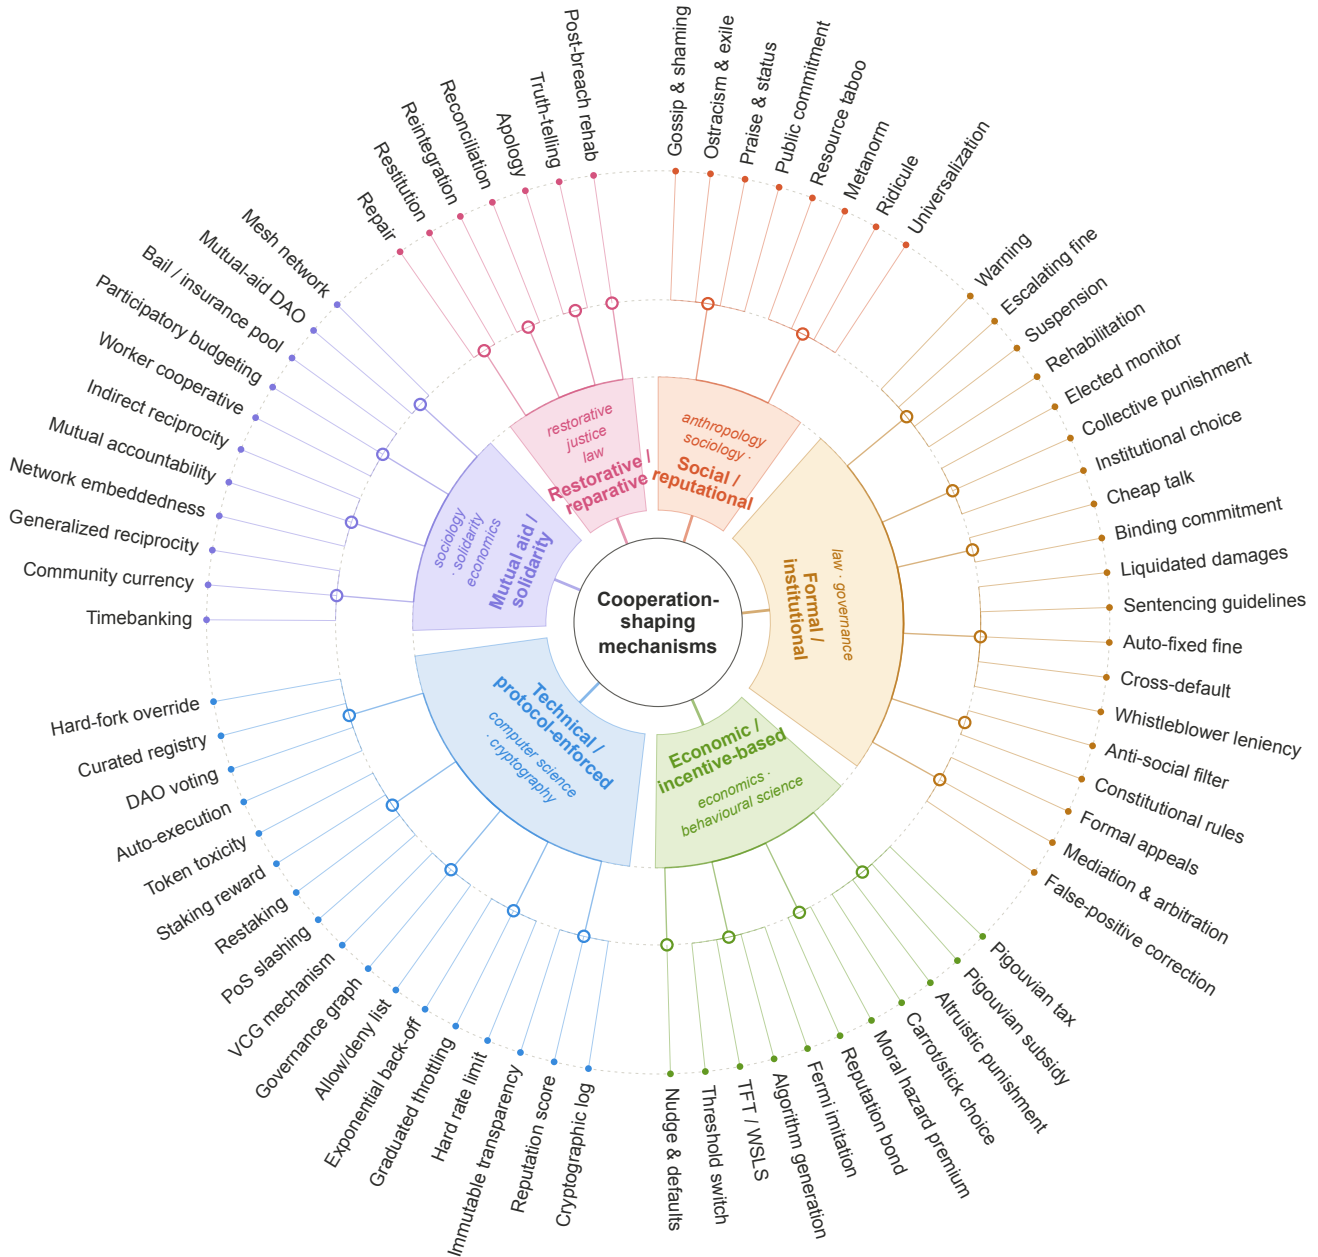 Cooperation-
shaping
mechanisms
anthropology
sociology ·
Social /
reputational
Gossip & shaming
Ostracism & exile
Praise & status
Public commitment
Resource taboo
Metanorm
Ridicule
Universalization
law · governance
Formal /
institutional
Warning
Escalating fine
Suspension
Rehabilitation
Elected monitor
Collective punishment
Institutional choice
Cheap talk
Binding commitment
Liquidated damages
Sentencing guidelines
Auto-fixed fine
Cross-default
Whistleblower leniency
Anti-social filter
Constitutional rules
Formal appeals
Mediation & arbitration
False-positive correction
Economic /
incentive-based
economics ·
behavioural science
Pigouvian tax
Pigouvian subsidy
Altruistic punishment
Carrot/stick choice
Moral hazard premium
Reputation bond
Fermi imitation
Algorithm generation
TFT / WSLS
Threshold switch
Nudge & defaults
Technical /
protocol-enforced
computer science
· cryptography
Cryptographic log
Reputation score
Immutable transparency
Hard rate limit
Graduated throttling
Exponential back-off
Allow/deny list
Governance graph
VCG mechanism
PoS slashing
Restaking
Staking reward
Token toxicity
Auto-execution
DAO voting
Curated registry
Hard-fork override
sociology
· solidarity
economics
Mutual aid /
solidarity
Timebanking
Community currency
Generalized reciprocity
Network embeddedness
Mutual accountability
Indirect reciprocity
Worker cooperative
Participatory budgeting
Bail / insurance pool
Mutual-aid DAO
Mesh network
restorative
justice
law
Restorative /
reparative
Repair
Restitution
Reintegration
Reconciliation
Apology
Truth-telling
Post-breach rehab